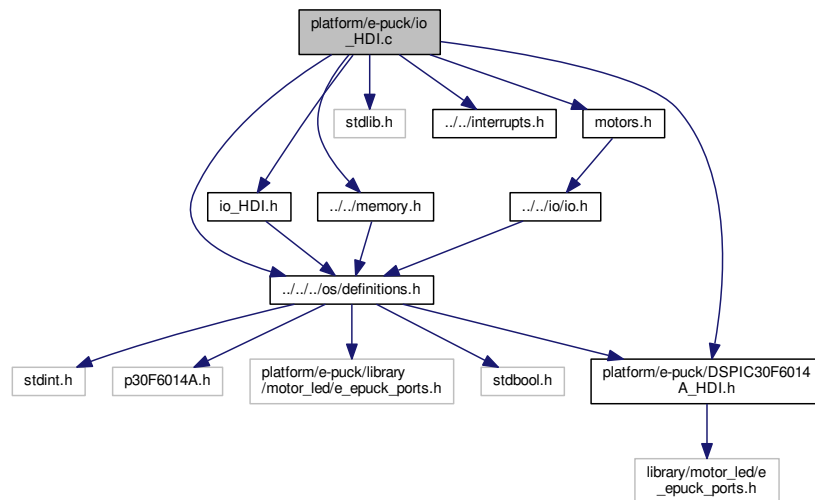 platform/e-puck/io
_HDI.c
stdlib.h
../../interrupts.h
motors.h
io_HDI.h
../../memory.h
../../io/io.h
../../../os/definitions.h
stdint.h
p30F6014A.h
platform/e-puck/library
/motor_led/e_epuck_ports.h
stdbool.h
platform/e-puck/DSPIC30F6014
A_HDI.h
library/motor_led/e
_epuck_ports.h